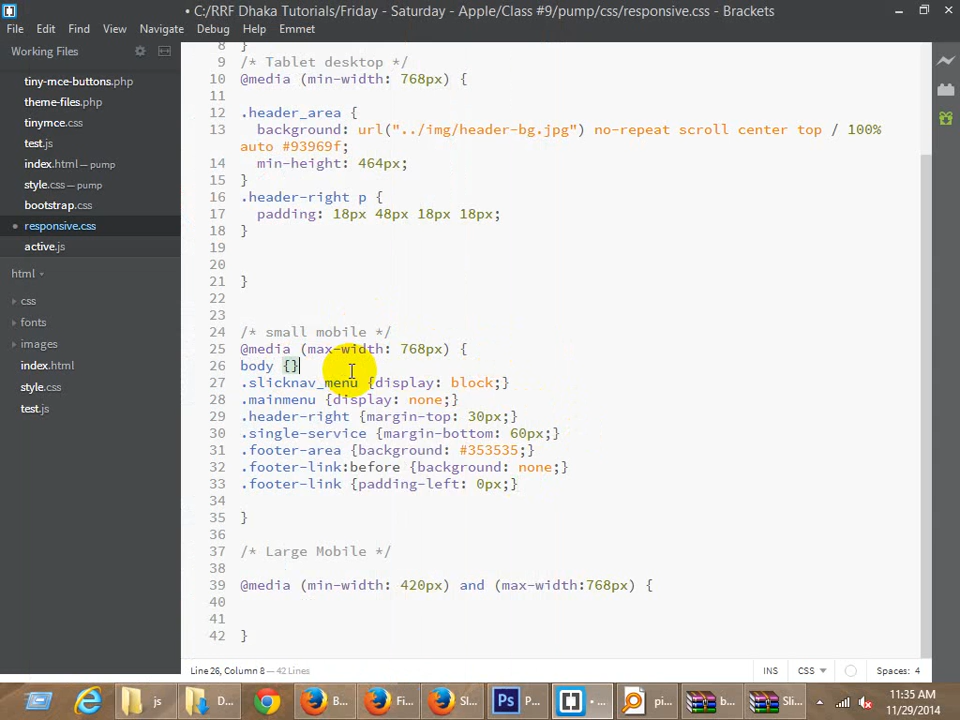 • C:/RRF Dhaka Tutorials/Friday - Saturday - Apple/Class #9/pump/css/responsive.css - Brackets
File Edit Find View Navigate Debug Help Emmet
Working Files
tiny-mce-buttons.php
theme-files.php
tinymce.css
test.js
index.html — pump
style.css — pump
bootstrap.css
responsive.css
active.js
html
css
fonts
images
index.html
style.css
test.js
8 }
9 /* Tablet desktop */
10 @media (min-width: 768px) {
11
12 .header_area {
13 background: url("../img/header-bg.jpg") no-repeat scroll center top / 100%
auto #93969f;
14 min-height: 464px;
15 }
16 .header-right p {
17 padding: 18px 48px 18px 18px;
18 }
19
20
21 }
22
23
24 /* small mobile */
25 @media (max-width: 768px) {
26 body {}
27 .slicknav_menu {display: block;}
28 .mainmenu {display: none;}
29 .header-right {margin-top: 30px;}
30 .single-service {margin-bottom: 60px;}
31 .footer-area {background: #353535;}
32 .footer-link:before {background: none;}
33 .footer-link {padding-left: 0px;}
34
35 }
36
37 /* Large Mobile */
38
39 @media (min-width: 420px) and (max-width:768px) {
40
41
42 }
Line 26, Column 8 — 42 Lines
INS CSS Spaces: 4
js D... B... Fi... Sl... P... • ... pi... b... Sli...
11:35 AM
11/29/2014